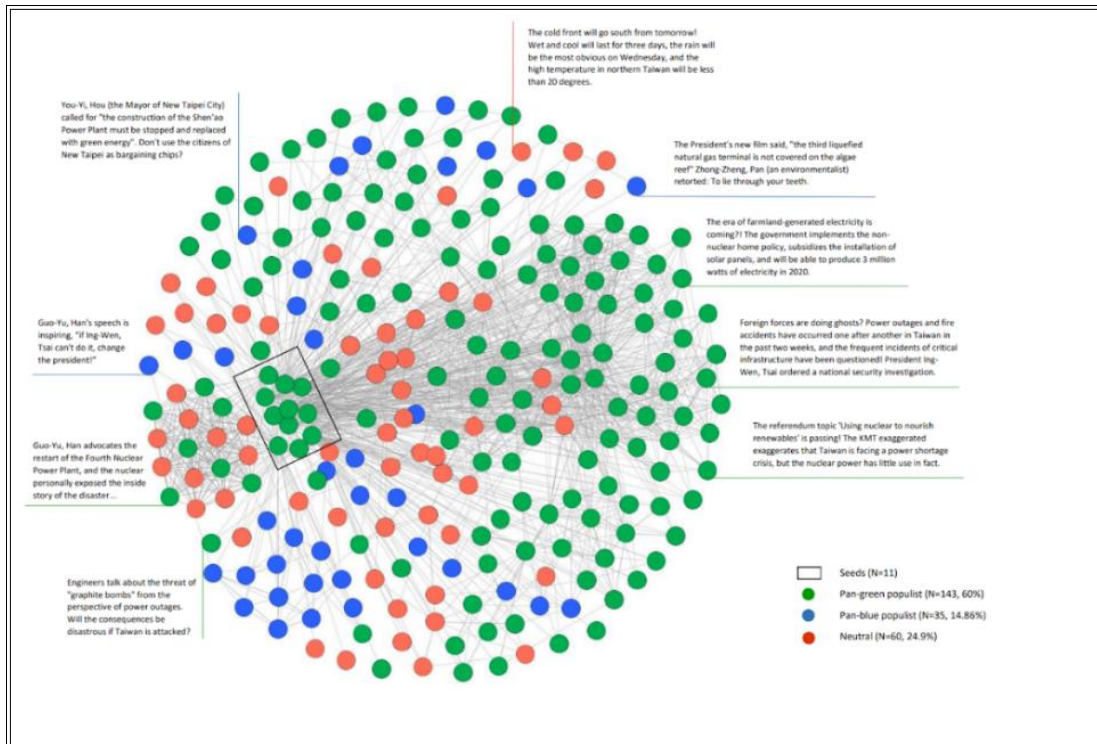 The cold front will go south from tomorrow!
Wet and cool will last for three days, the rain will
be the most obvious on Wednesday, and the
high temperature in northern Taiwan will be less
than 20 degrees.
You-Yi, Hou (the Mayor of New Taipei City)
called for "the construction of the Shen'ao
Power Plant must be stopped and replaced
with green energy". Don't use the citizens of
New Taipei as bargaining chips?
The President's new film said, "the third liquefied
natural gas terminal is not covered on the algae
reef" Zhong-Zheng, Pan (an environmentalist)
retorted: To lie through your teeth.
The era of farmland-generated electricity is
coming?! The government implements the non-
nuclear home policy, subsidizes the installation of
solar panels, and will be able to produce 3 million
watts of electricity in 2020.
Guo-Yu, Han's speech is
inspiring, "if Ing-Wen,
Tsai can't do it, change
the president!"
Foreign forces are doing ghosts? Power outages and fire
accidents have occurred one after another in Taiwan in
the past two weeks, and the frequent incidents of critical
infrastructure have been questioned! President Ing-
Wen, Tsai ordered a national security investigation.
The referendum topic 'Using nuclear to nourish
renewables' is passing! The KMT exaggerated
exaggerates that Taiwan is facing a power shortage
crisis, but the nuclear power has little use in fact.
Guo-Yu, Han advocates the
restart of the Fourth Nuclear
Power Plant, and the nuclear
personally exposed the inside
story of the disaster...
Engineers talk about the threat of
"graphite bombs" from the
perspective of power outages.
Will the consequences be
disastrous if Taiwan is attacked?
Seeds (N=11)
Pan-green populist (N=143, 60%)
Pan-blue populist (N=35, 14.86%)
Neutral (N=60, 24.9%)